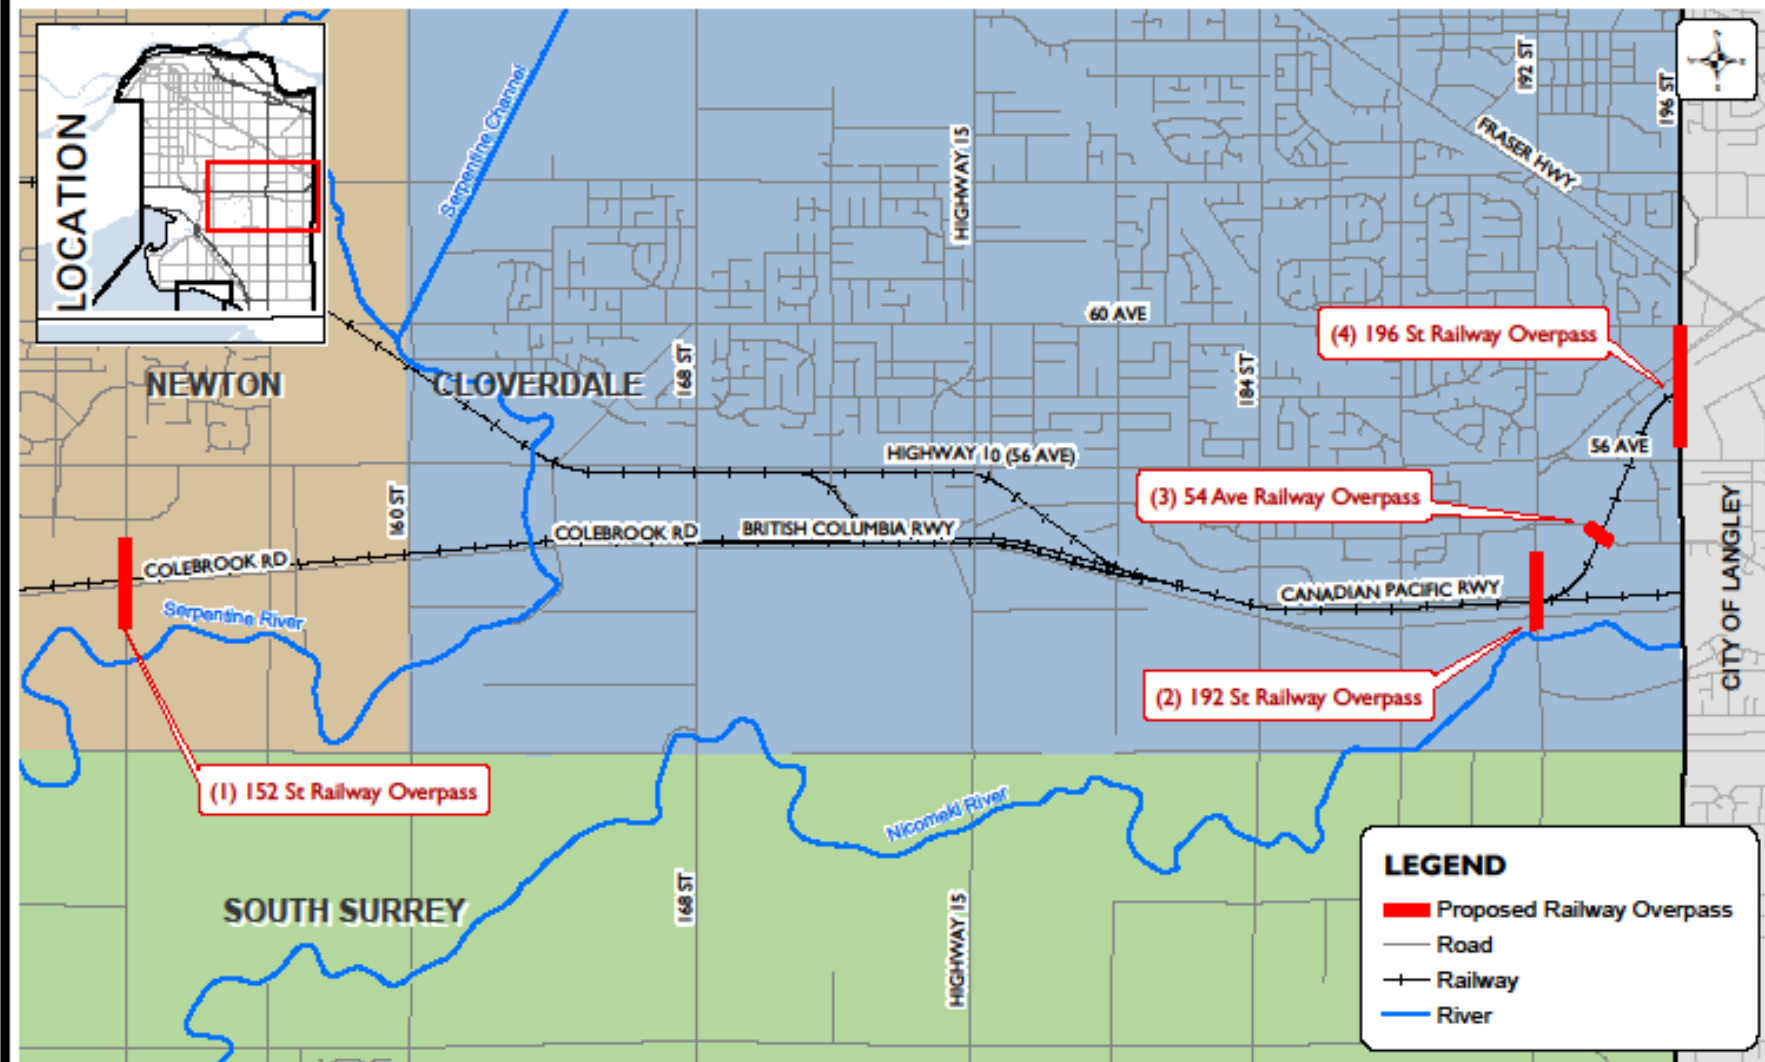 LOCATION
Serpentine Channel
HIGHWAY 15
192 ST
196 ST
FRASER HWY
60 AVE
(4) 196 St Railway Overpass
NEWTON
CLOVERDALE
168 ST
184 ST
HIGHWAY 10 (56 AVE)
56 AVE
(3) 54 Ave Railway Overpass
160 ST
COLEBROOK RD
BRITISH COLUMBIA RWY
COLEBROOK RD
CANADIAN PACIFIC RWY
CITY OF LANGLEY
Serpentine River
(2) 192 St Railway Overpass
(1) 152 St Railway Overpass
Nicomekl River
SOUTH SURREY
168 ST
HIGHWAY 15
LEGEND
Proposed Railway Overpass
Road
Railway
River